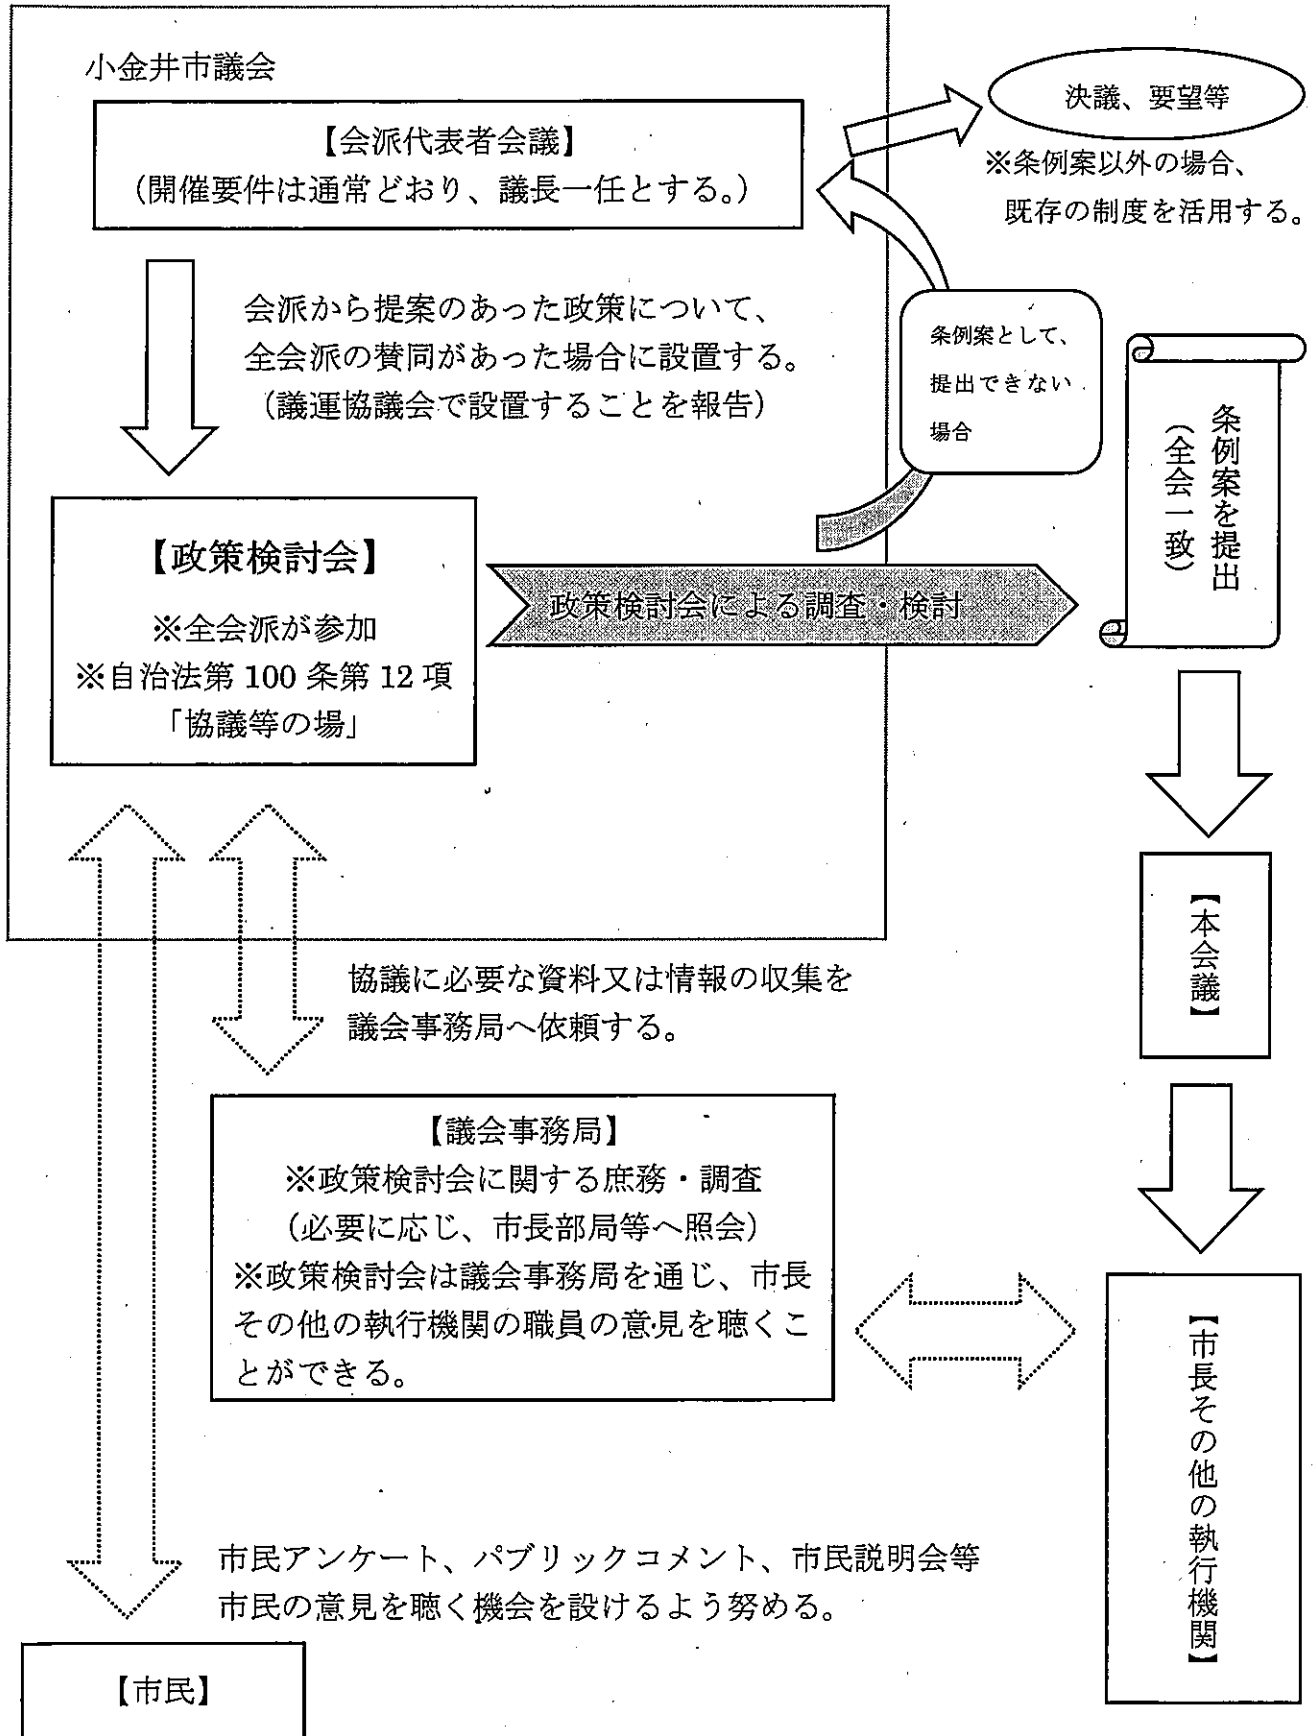 小金井市議会
【会派代表者会議】
（開催要件は通常どおり、議長一任とする。）
決議、要望等
※条例案以外の場合、
既存の制度を活用する。
会派から提案のあった政策について、
全会派の賛同があった場合に設置する。
（議運協議会で設置することを報告）
条例案として、
提出できない
場合
条例案を提出
（全会一致）
【政策検討会】
※全会派が参加
※自治法第 100 条第 12 項
「協議等の場」
政策検討会による調査・検討
【本会議】
協議に必要な資料又は情報の収集を
議会事務局へ依頼する。
【議会事務局】
※政策検討会に関する庶務・調査
（必要に応じ、市長部局等へ照会）
※政策検討会は議会事務局を通じ、市長
その他の執行機関の職員の意見を聴くこ
とができる。
【市長その他の執行機関】
市民アンケート、パブリックコメント、市民説明会等
市民の意見を聴く機会を設けるよう努める。
【市民】